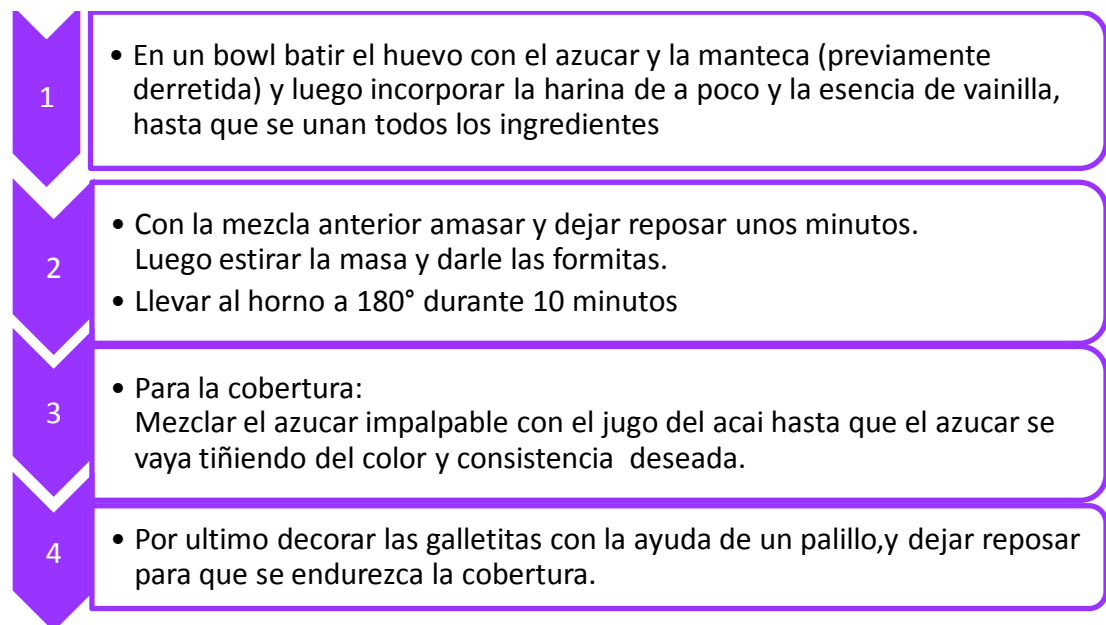 1
• En un bowl batir el huevo con el azucar y la manteca (previamente
derretida) y luego incorporar la harina de a poco y la esencia de vainilla,
hasta que se unan todos los ingredientes
2
• Con la mezcla anterior amasar y dejar reposar unos minutos.
Luego estirar la masa y darle las formitas.
• Llevar al horno a 180° durante 10 minutos
3
• Para la cobertura:
Mezclar el azucar impalpable con el jugo del acai hasta que el azucar se
vaya tiñiendo del color y consistencia  deseada.
4
• Por ultimo decorar las galletitas con la ayuda de un palillo,y dejar reposar
para que se endurezca la cobertura.